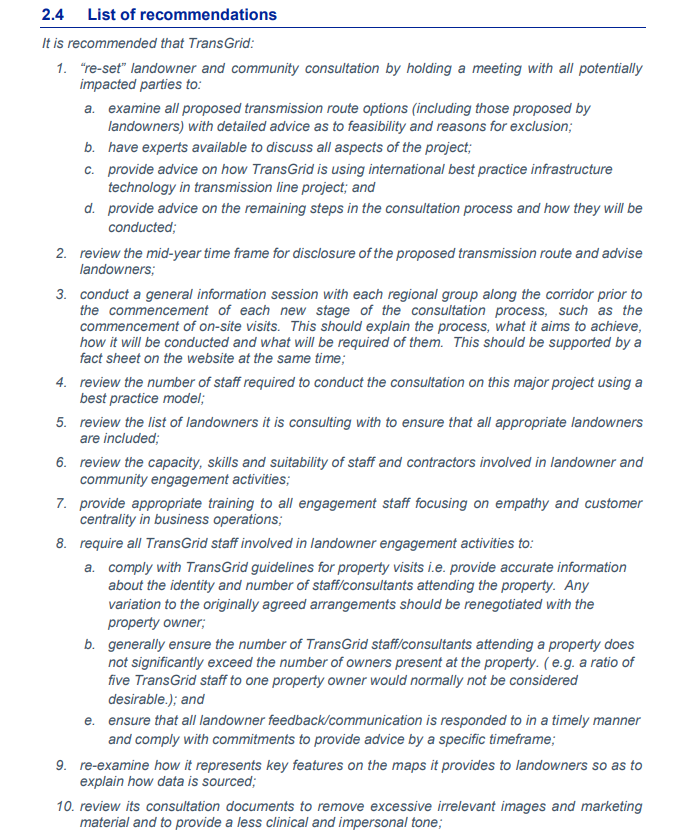 2.4 List of recommendations
It is recommended that TransGrid:
1. “re-set” landowner and community consultation by holding a meeting with all potentially
impacted parties to:
a. examine all proposed transmission route options (including those proposed by
landowners) with detailed advice as to feasibility and reasons for exclusion;
b. have experts available to discuss all aspects of the project;
c. provide advice on how TransGrid is using international best practice infrastructure
technology in transmission line project; and
d. provide advice on the remaining steps in the consultation process and how they will be
conducted;
2. review the mid-year time frame for disclosure of the proposed transmission route and advise
landowners;
3. conduct a general information session with each regional group along the corridor prior to
the commencement of each new stage of the consultation process, such as the
commencement of on-site visits. This should explain the process, what it aims to achieve,
how it will be conducted and what will be required of them. This should be supported by a
fact sheet on the website at the same time;
4. review the number of staff required to conduct the consultation on this major project using a
best practice model;
5. review the list of landowners it is consulting with to ensure that all appropriate landowners
are included;
6. review the capacity, skills and suitability of staff and contractors involved in landowner and
community engagement activities;
7. provide appropriate training to all engagement staff focusing on empathy and customer
centrality in business operations;
8. require all TransGrid staff involved in landowner engagement activities to:
a. comply with TransGrid guidelines for property visits i.e. provide accurate information
about the identity and number of staff/consultants attending the property. Any
variation to the originally agreed arrangements should be renegotiated with the
property owner;
b. generally ensure the number of TransGrid staff/consultants attending a property does
not significantly exceed the number of owners present at the property. ( e.g. a ratio of
five TransGrid staff to one property owner would normally not be considered
desirable.); and
e. ensure that all landowner feedback/communication is responded to in a timely manner
and comply with commitments to provide advice by a specific timeframe;
9. re-examine how it represents key features on the maps it provides to landowners so as to
explain how data is sourced;
10. review its consultation documents to remove excessive irrelevant images and marketing
material and to provide a less clinical and impersonal tone;